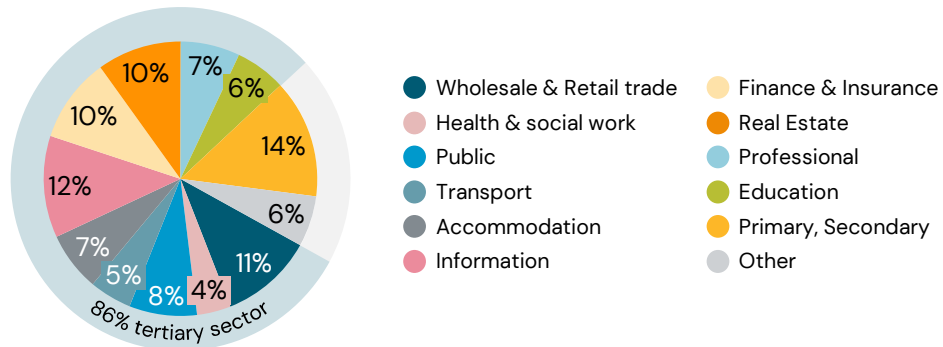 7%
6%
14%
6%
11%
4%
8%
5%
7%
12%
10%
10%
86% tertiary sector
Wholesale & Retail trade
Health & social work
Public
Transport
Accommodation
Information
Finance & Insurance
Real Estate
Professional
Education
Primary, Secondary
Other